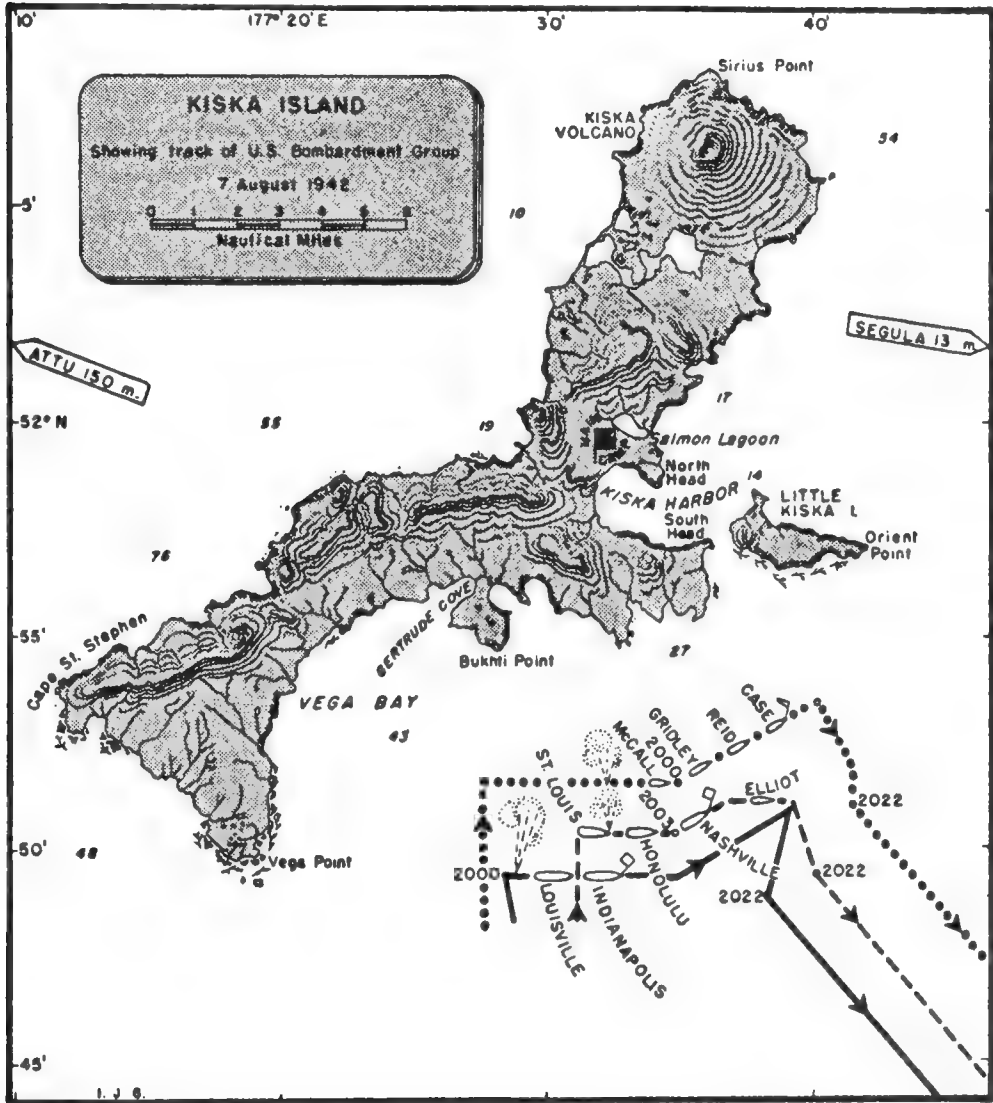 10'
177° 20' E
30'
40'
KISKA ISLAND
Showing track of U.S. Bombardment Group
7 August 1942
0 1 2 3 4 5 6
Nautical Miles
Sirius Point
KISKA
VOLCANO
54
5'
10
SEGULA 13 m.
ATTU 150 m.
17
52° N
55
19
Salmon Lagoon
North
Head
KISKA HARBOR
14
LITTLE
KISKA I.
South
Head
Orient
Point
76
GERTRUDE COVE
Cape St. Stephen
55'
Bukhti Point
27
VEGA BAY
43
CASE
REID
GRIDLEY
2000
McCALL
ST. LOUIS
ELLIOT
2003
2022
NASHVILLE
HONOLULU
50'
48
Vega Point
2000
2022
2022
LOUISVILLE
INDIANAPOLIS
45'
I. J. G.